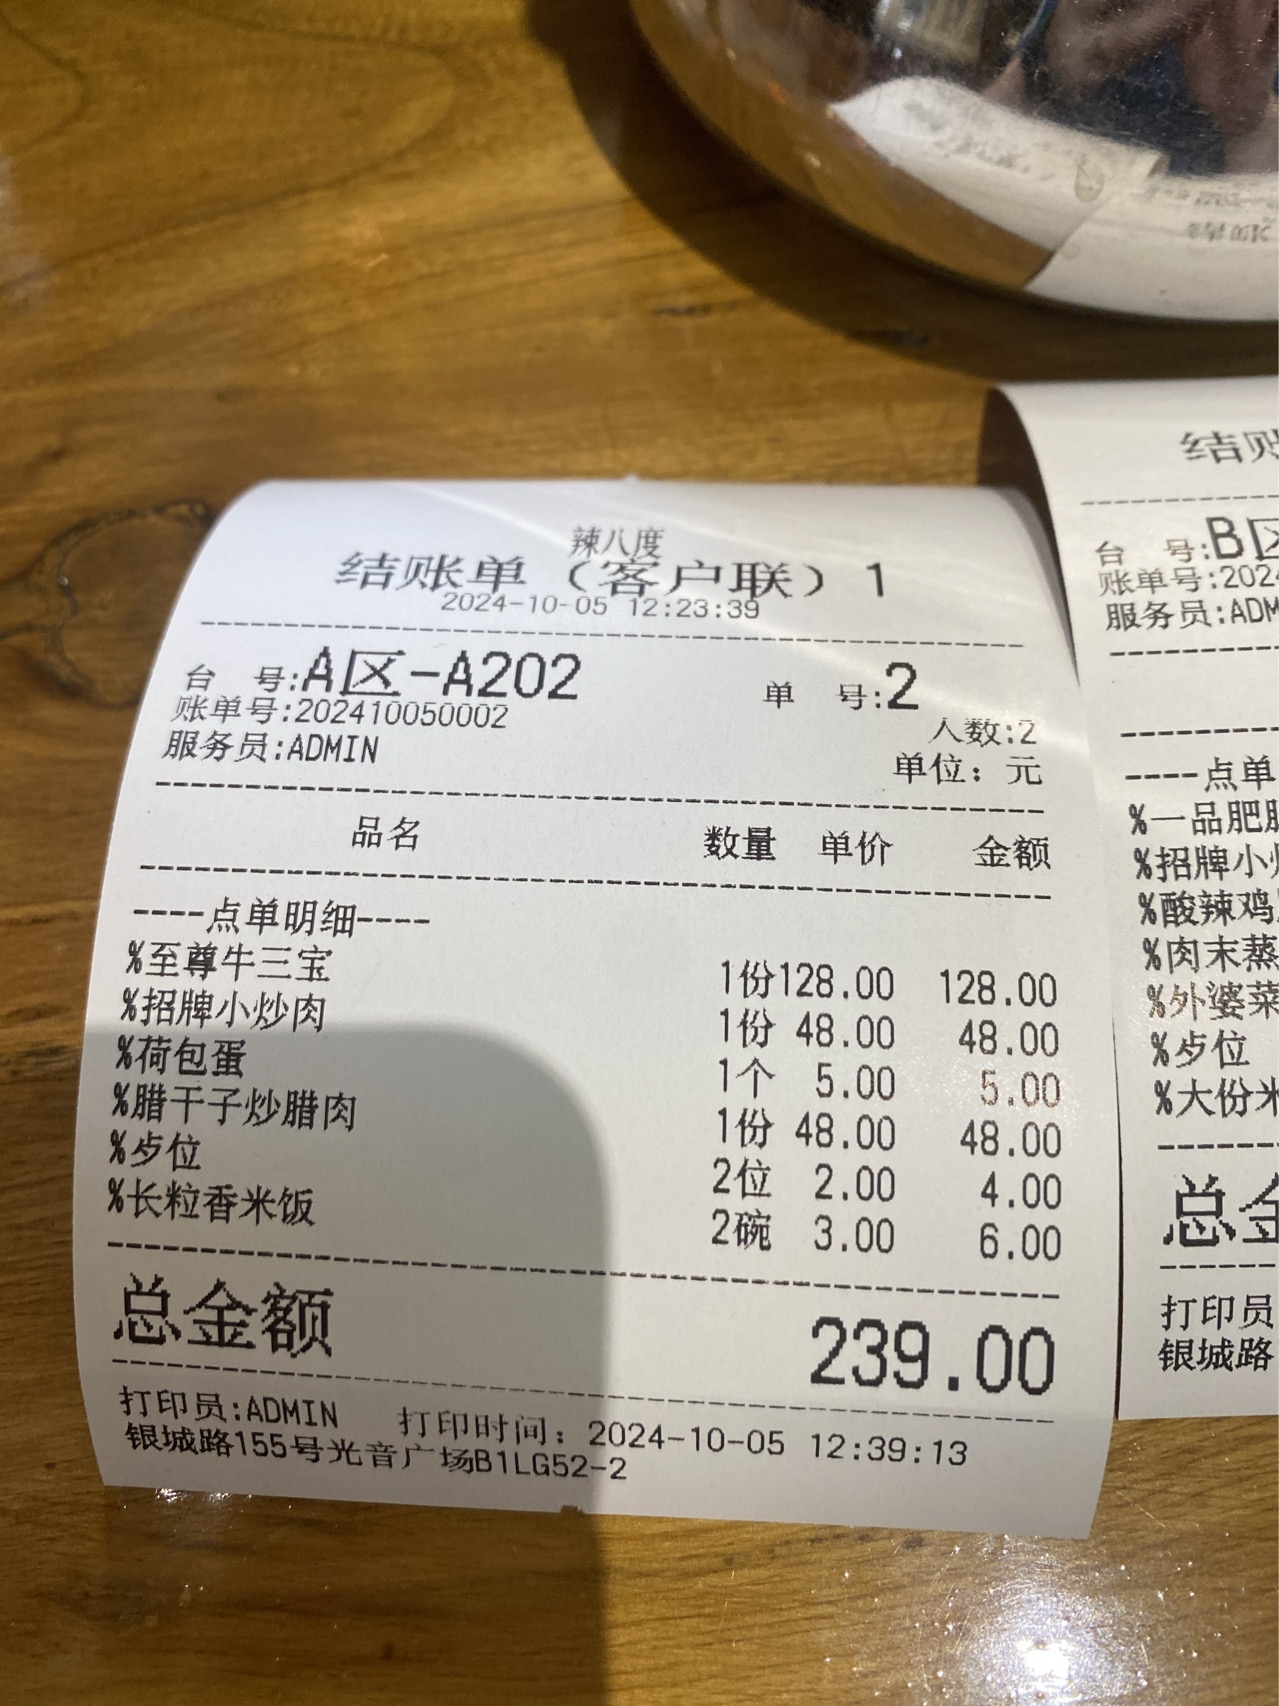 辣八度
结账单（客户联）1
2024-10-05 12:23:39
台 号:A区-A202 单 号:2
账单号:202410050002 人数:2
服务员:ADMIN 单位：元
品名 数量 单价 金额
----点单明细----
%至尊牛三宝 1份128.00 128.00
%招牌小炒肉 1份 48.00 48.00
%荷包蛋 1个 5.00 5.00
%腊干子炒腊肉 1份 48.00 48.00
%歺位 2位 2.00 4.00
%长粒香米饭 2碗 3.00 6.00
总金额 239.00
打印员:ADMIN 打印时间：2024-10-05 12:39:13
银城路155号光音广场B1LG52-2
结账
台 号:B区
账单号:2024
服务员:ADM
----点单
%一品肥肠
%招牌小炒
%酸辣鸡
%肉末蒸
%外婆菜
%歺位
%大份米
总金
打印员
银城路